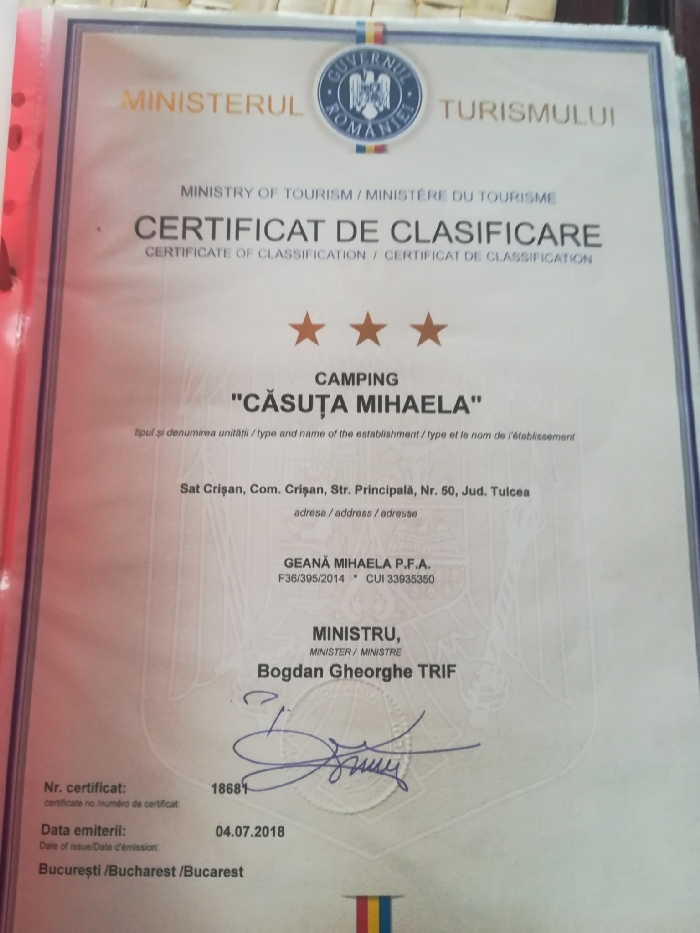 MINISTERUL TURISMULUI
GUVERNUL ROMÂNIEI
MINISTRY OF TOURISM / MINISTÈRE DU TOURISME
CERTIFICAT DE CLASIFICARE
CERTIFICATE OF CLASSIFICATION / CERTIFICAT DE CLASSIFICATION
CAMPING
"CĂSUȚA MIHAELA"
tipul și denumirea unității / type and name of the establishment / type et le nom de l'établissement
Sat Crișan, Com. Crișan, Str. Principală, Nr. 50, Jud. Tulcea
adresa / address / adresse
GEANĂ MIHAELA P.F.A.
F36/395/2014 * CUI 33935350
MINISTRU,
MINISTER / MINISTRE
Bogdan Gheorghe TRIF
Nr. certificat: 18681
certificate no./numéro de certificat:
Data emiterii: 04.07.2018
Date of issue/Date d'émission:
București /Bucharest /Bucarest